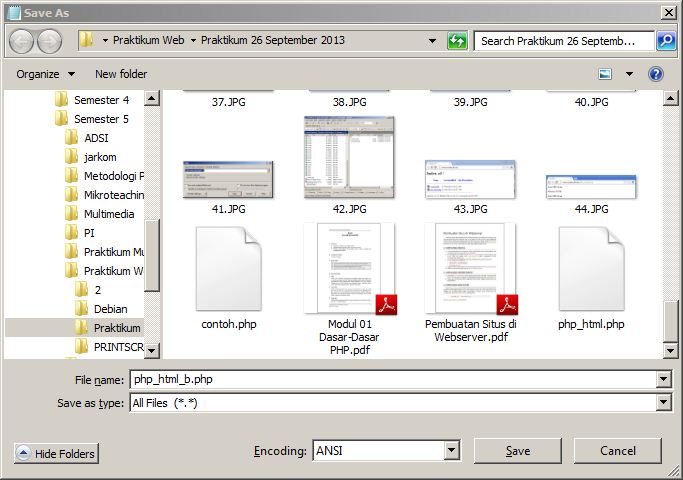 Save As
Praktikum Web
Praktikum 26 September 2013
Search Praktikum 26 Septemb...
Organize
New folder
Semester 4
Semester 5
ADSI
jarkom
Metodologi P
Mikroteachin
Multimedia
PI
Praktikum Mu
Praktikum W
2
Debian
Praktikum
PRINTSCR
37.JPG
38.JPG
39.JPG
40.JPG
41.JPG
42.JPG
43.JPG
44.JPG
contoh.php
Modul 01
Dasar-Dasar
PHP.pdf
Pembuatan Situs di
Webserver.pdf
php_html.php
File name:
php_html_b.php
Save as type:
All Files (*.*)
Hide Folders
Encoding:
ANSI
Save
Cancel